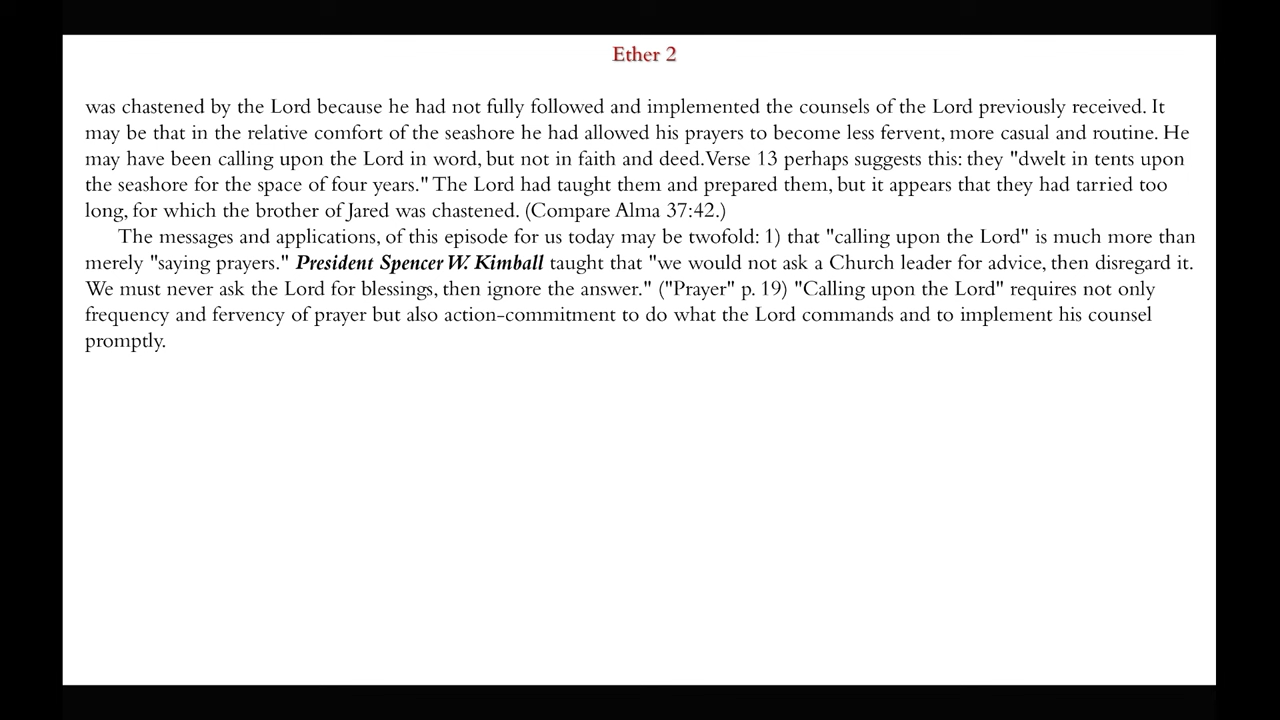 Ether 2
was chastened by the Lord because he had not fully followed and implemented the counsels of the Lord previously received. It
may be that in the relative comfort of the seashore he had allowed his prayers to become less fervent, more casual and routine. He
may have been calling upon the Lord in word, but not in faith and deed.Verse 13 perhaps suggests this: they "dwelt in tents upon
the seashore for the space of four years." The Lord had taught them and prepared them, but it appears that they had tarried too
long, for which the brother of Jared was chastened. (Compare Alma 37:42.)
The messages and applications, of this episode for us today may be twofold: 1) that "calling upon the Lord" is much more than
merely "saying prayers." President Spencer W. Kimball taught that "we would not ask a Church leader for advice, then disregard it.
We must never ask the Lord for blessings, then ignore the answer." ("Prayer" p. 19) "Calling upon the Lord" requires not only
frequency and fervency of prayer but also action-commitment to do what the Lord commands and to implement his counsel
promptly.